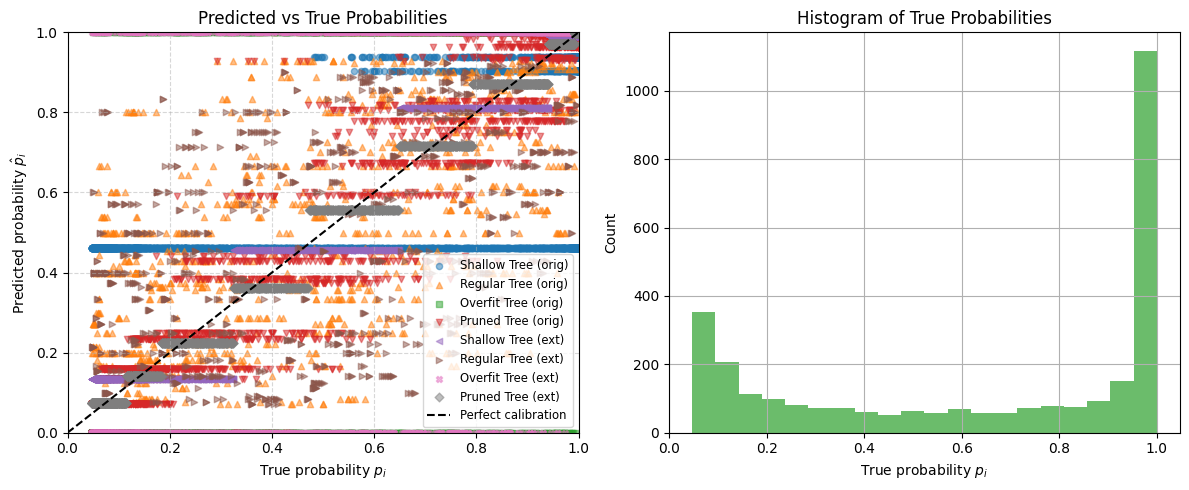 Predicted vs True Probabilities
Predicted probability p̂ᵢ
1.0
0.8
0.6
0.4
0.2
0.0
0.0 0.2 0.4 0.6 0.8 1.0
True probability pᵢ
Shallow Tree (orig)
Regular Tree (orig)
Overfit Tree (orig)
Pruned Tree (orig)
Shallow Tree (ext)
Regular Tree (ext)
Overfit Tree (ext)
Pruned Tree (ext)
Perfect calibration
Histogram of True Probabilities
Count
1000
800
600
400
200
0
0.0 0.2 0.4 0.6 0.8 1.0
True probability pᵢ